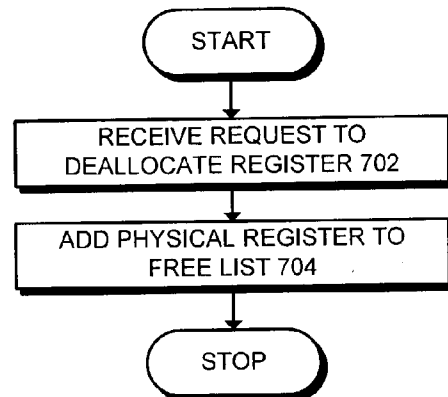 START
RECEIVE REQUEST TO
DEALLOCATE REGISTER 702
ADD PHYSICAL REGISTER TO
FREE LIST 704
STOP